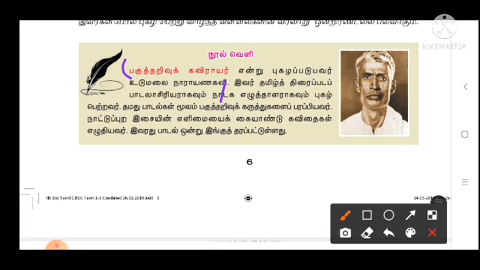 நூல் வெளி
பகுத்தறிவுக் கவிராயர் என்று புகழப்படுபவர்
உடுமலை நாராயணகவி. இவர் தமிழ்த் திரைப்படப்
பாடலாசிரியராகவும் நாடக எழுத்தாளராகவும் புகழ்
பெற்றவர். தமது பாடல்கள் மூலம் பகுத்தறிவுக் கருத்துகளைப் பரப்பியவர்.
நாட்டுப்புற இசையின் எளிமையைக் கையாண்டு கவிதைகள்
எழுதியவர். இவரது பாடல் ஒன்று இங்குத் தரப்பட்டுள்ளது.
6
KINEMASTER